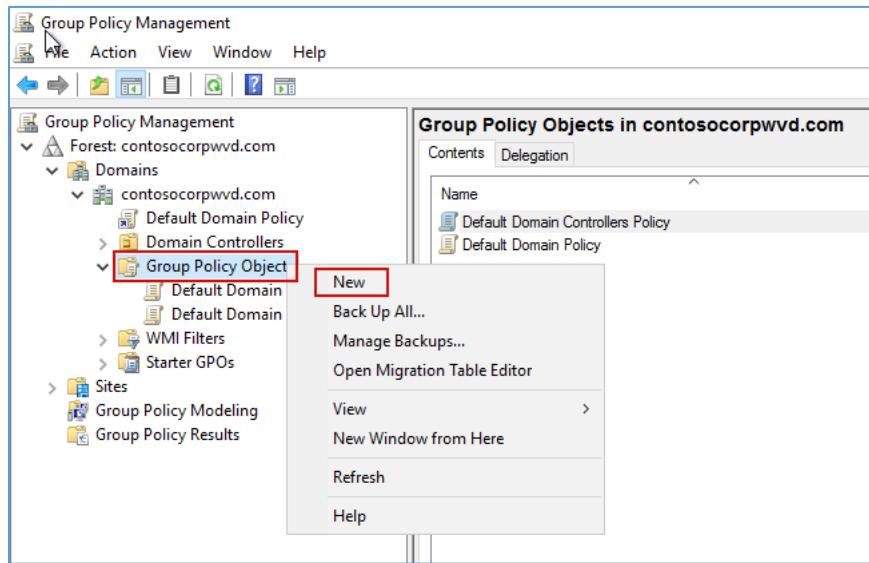 Group Policy Management
File Action View Window Help
Group Policy Management
Forest: contosocorpwvd.com
Domains
contosocorpwvd.com
Default Domain Policy
Domain Controllers
Group Policy Object
Default Domain
Default Domain
WMI Filters
Starter GPOs
Sites
Group Policy Modeling
Group Policy Results
Group Policy Objects in contosocorpwvd.com
Contents Delegation
Name
Default Domain Controllers Policy
Default Domain Policy
New
Back Up All...
Manage Backups...
Open Migration Table Editor
View
New Window from Here
Refresh
Help